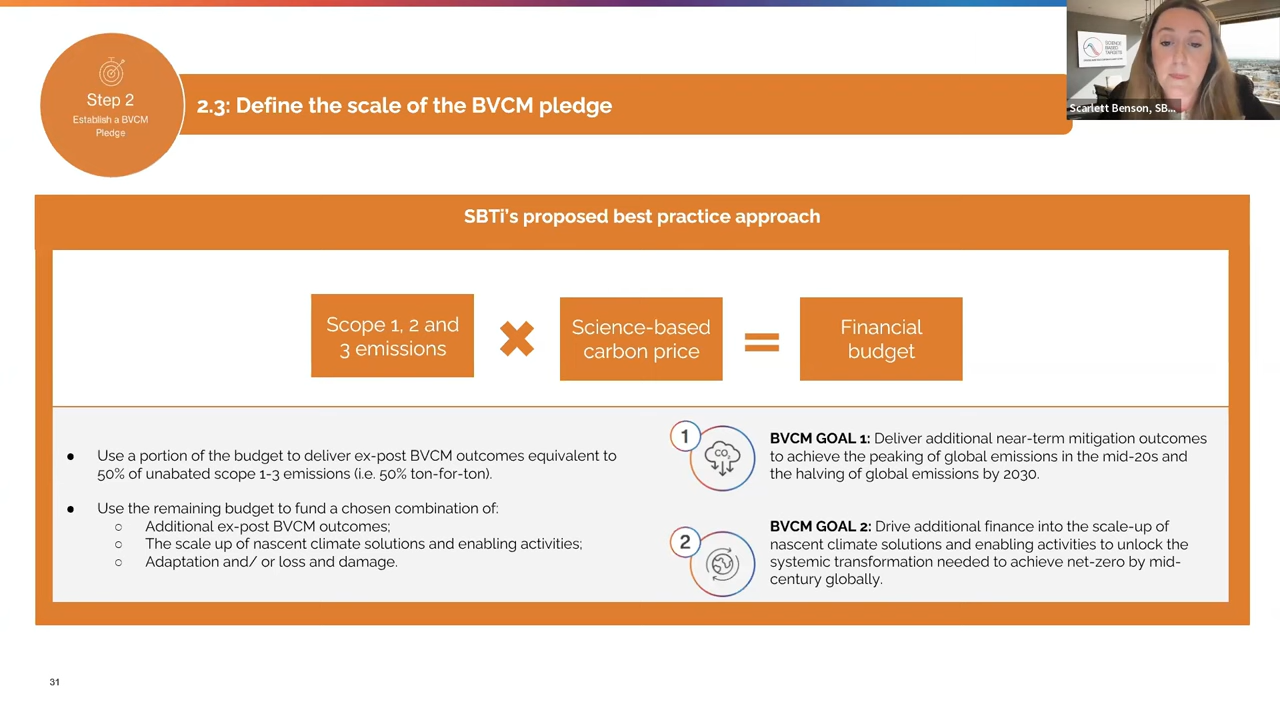 Step 2
Establish a BVCM
Pledge
2.3: Define the scale of the BVCM pledge
SCIENCE
BASED
TARGETS
Scarlett Benson, SB...
SBTi's proposed best practice approach
Scope 1, 2 and
3 emissions
✖
Science-based
carbon price
=
Financial
budget
● Use a portion of the budget to deliver ex-post BVCM outcomes equivalent to
50% of unabated scope 1-3 emissions (i.e. 50% ton-for-ton).
● Use the remaining budget to fund a chosen combination of:
○ Additional ex-post BVCM outcomes;
○ The scale up of nascent climate solutions and enabling activities;
○ Adaptation and/ or loss and damage.
1
CO₂
BVCM GOAL 1: Deliver additional near-term mitigation outcomes
to achieve the peaking of global emissions in the mid-20s and
the halving of global emissions by 2030.
2
BVCM GOAL 2: Drive additional finance into the scale-up of
nascent climate solutions and enabling activities to unlock the
systemic transformation needed to achieve net-zero by mid-
century globally.
31